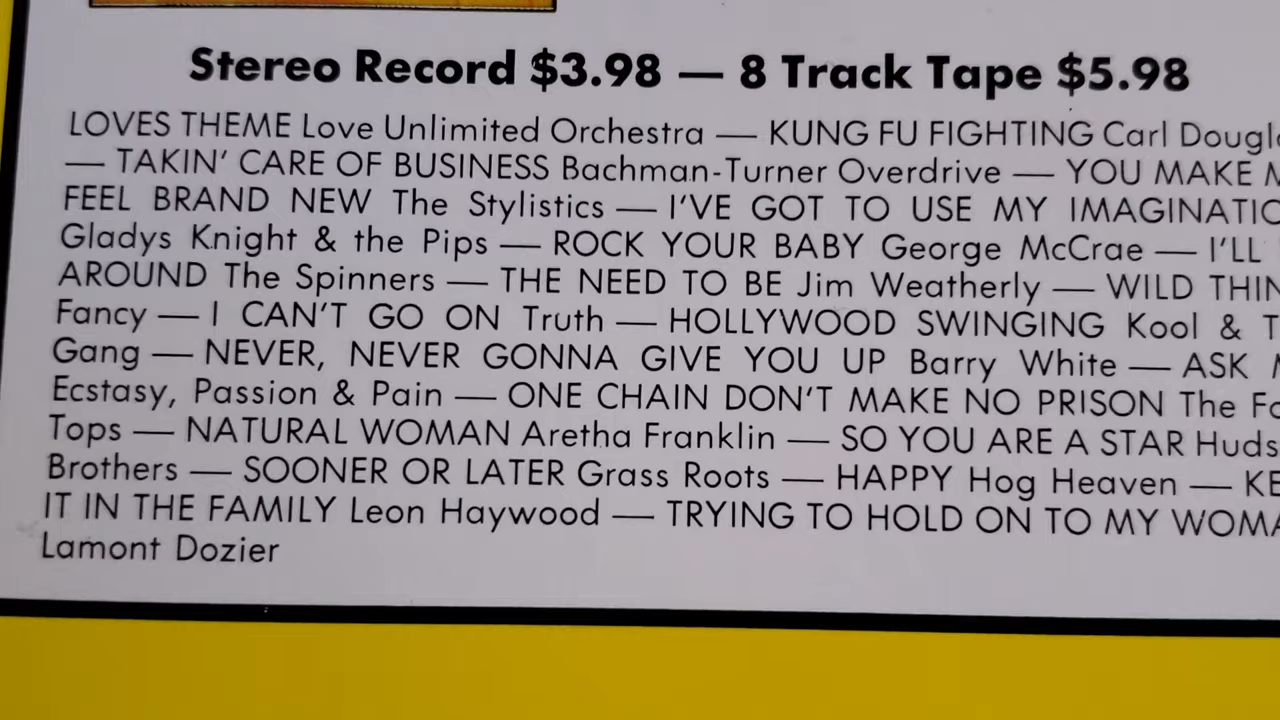 Stereo Record $3.98 — 8 Track Tape $5.98
LOVES THEME Love Unlimited Orchestra — KUNG FU FIGHTING Carl
— TAKIN' CARE OF BUSINESS Bachman-Turner Overdrive — YOU MAKE
FEEL BRAND NEW The Stylistics — I'VE GOT TO USE MY
Gladys Knight & the Pips — ROCK YOUR BABY George McCrae — I'LL
AROUND The Spinners — THE NEED TO BE Jim Weatherly — WILD
Fancy — I CAN'T GO ON Truth — HOLLYWOOD SWINGING Kool &
Gang — NEVER, NEVER GONNA GIVE YOU UP Barry White — ASK
Ecstasy, Passion & Pain — ONE CHAIN DON'T MAKE NO PRISON The
Tops — NATURAL WOMAN Aretha Franklin — SO YOU ARE A STAR
Brothers — SOONER OR LATER Grass Roots — HAPPY Hog Heaven —
IT IN THE FAMILY Leon Haywood — TRYING TO HOLD ON TO MY
Lamont Dozier